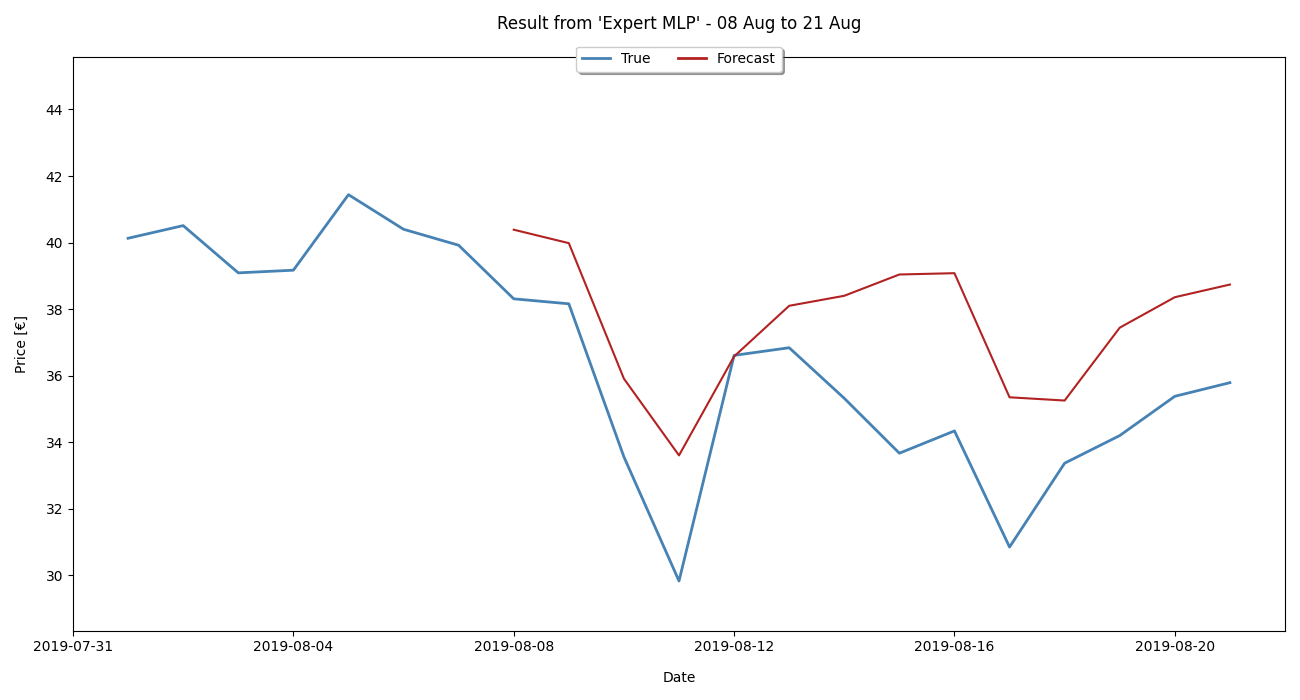 Result from 'Expert MLP' - 08 Aug to 21 Aug
True Forecast
Price [€]
44
42
40
38
36
34
32
30
2019-07-31 2019-08-04 2019-08-08 2019-08-12 2019-08-16 2019-08-20
Date